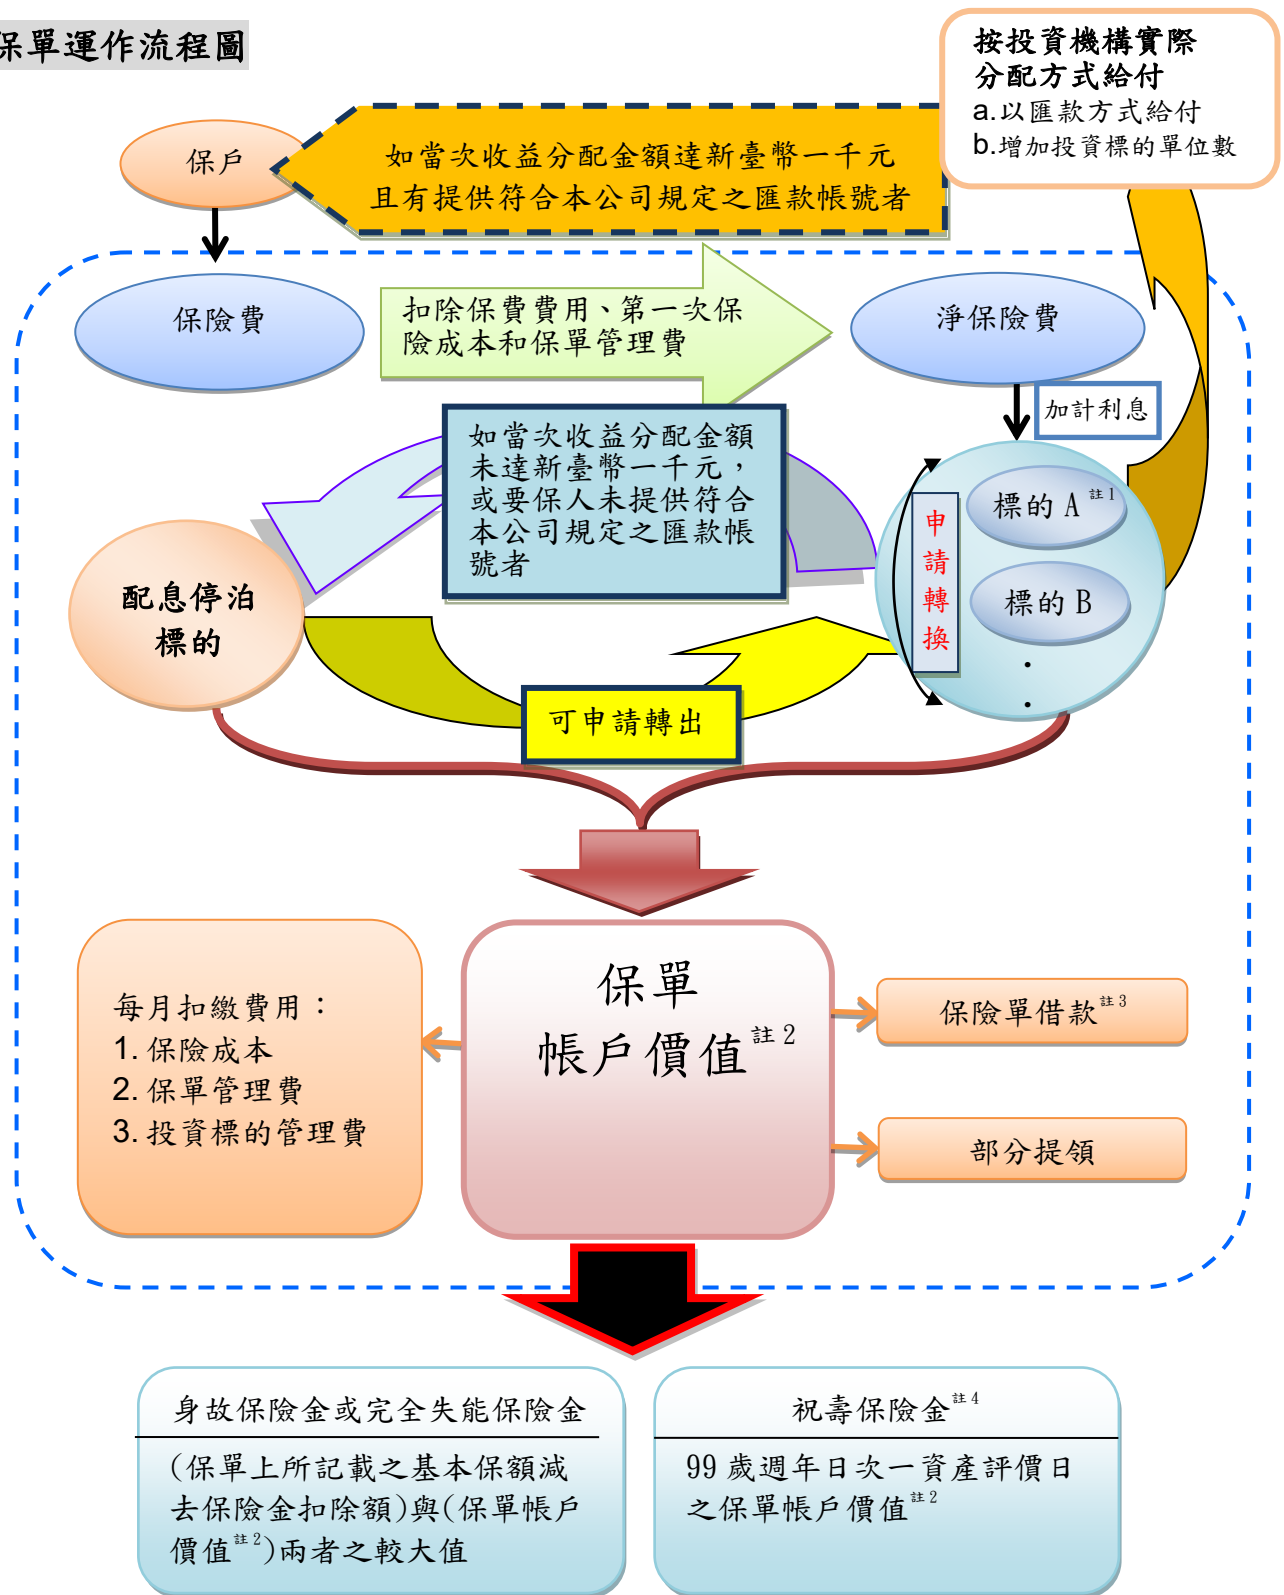 保單運作流程圖
按投資機構實際
分配方式給付
a.以匯款方式給付
b.增加投資標的單位數
保戶
如當次收益分配金額達新臺幣一千元
且有提供符合本公司規定之匯款帳號者
保險費
扣除保費費用、第一次保
險成本和保單管理費
淨保險費
加計利息
如當次收益分配金額
未達新臺幣一千元，
或要保人未提供符合
本公司規定之匯款帳
號者
申
請
轉
換
標的 A 註1
標的 B
.
.
配息停泊
標的
可申請轉出
每月扣繳費用：
1. 保險成本
2. 保單管理費
3. 投資標的管理費
保單
帳戶價值註2
保險單借款註3
部分提領
身故保險金或完全失能保險金
(保單上所記載之基本保額減
去保險金扣除額)與(保單帳戶
價值註2)兩者之較大值
祝壽保險金註4
99 歲週年日次一資產評價日
之保單帳戶價值註2